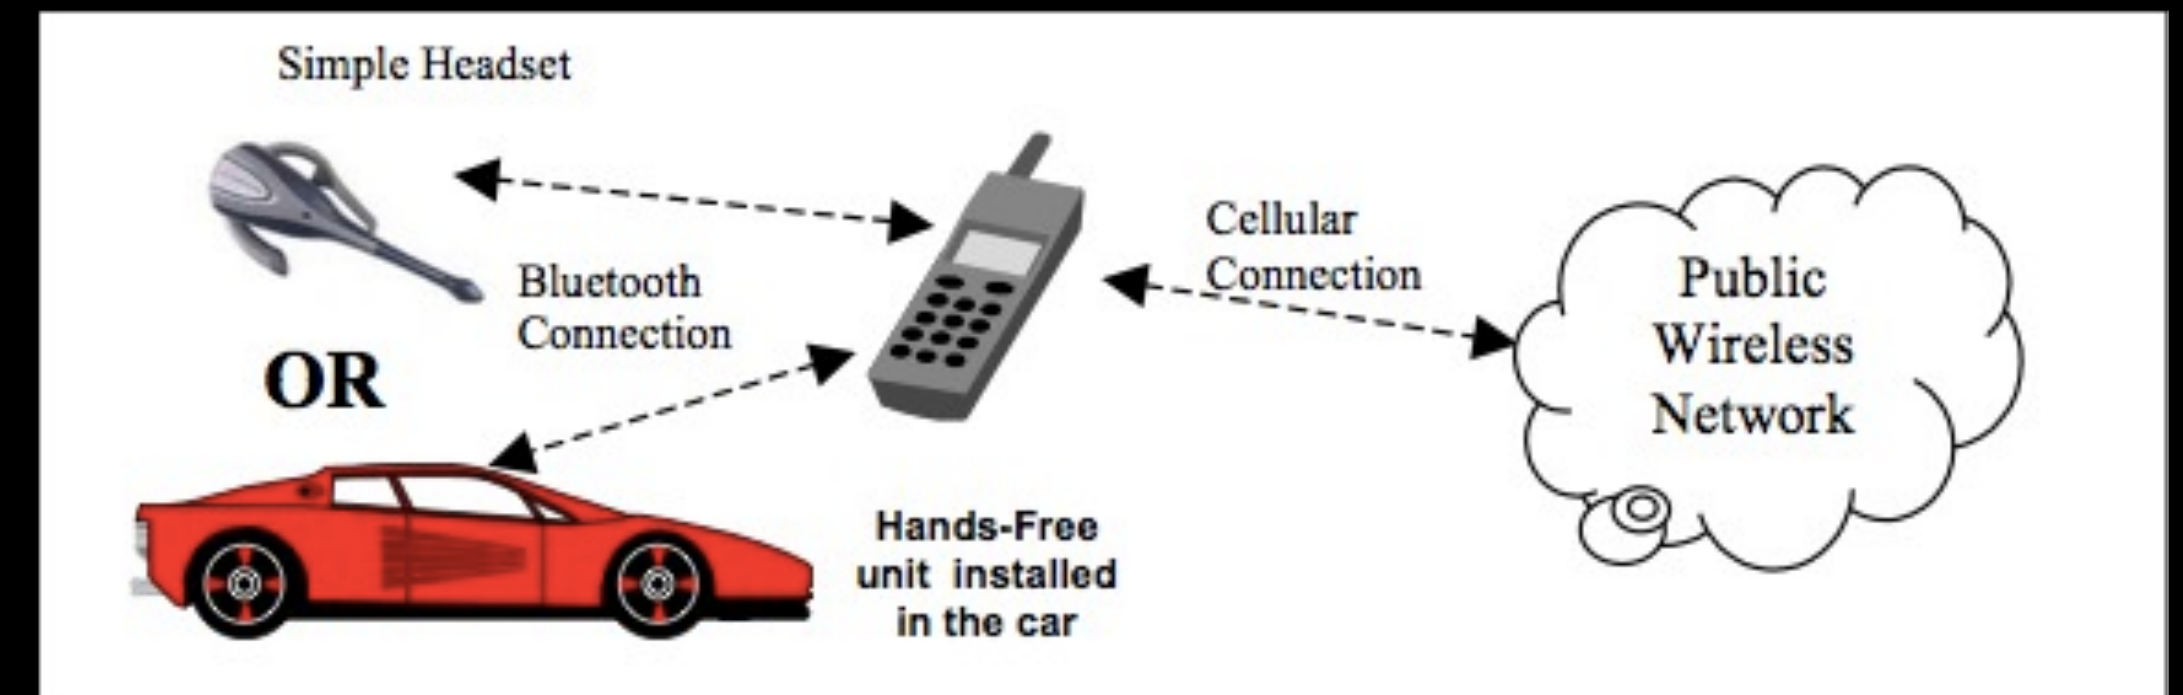 Simple Headset
Bluetooth
Connection
OR
Cellular
Connection
Public
Wireless
Network
Hands-Free
unit installed
in the car